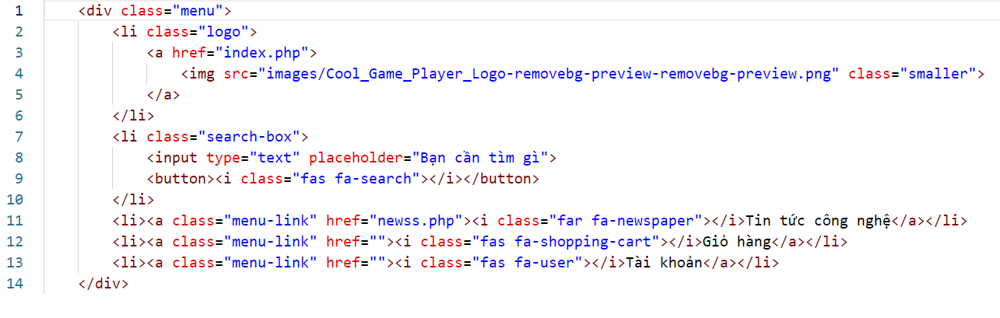 1 <div class="menu">
2 <li class="logo">
3 <a href="index.php">
4 <img src="images/Cool_Game_Player_Logo-removebg-preview-removebg-preview.png" class="smaller">
5 </a>
6 </li>
7 <li class="search-box">
8 <input type="text" placeholder="Bạn cần tìm gì">
9 <button><i class="fas fa-search"></i></button>
10 </li>
11 <li><a class="menu-link" href="newss.php"><i class="far fa-newspaper"></i>Tin tức công nghệ</a></li>
12 <li><a class="menu-link" href=""><i class="fas fa-shopping-cart"></i>Giỏ hàng</a></li>
13 <li><a class="menu-link" href=""><i class="fas fa-user"></i>Tài khoản</a></li>
14 </div>